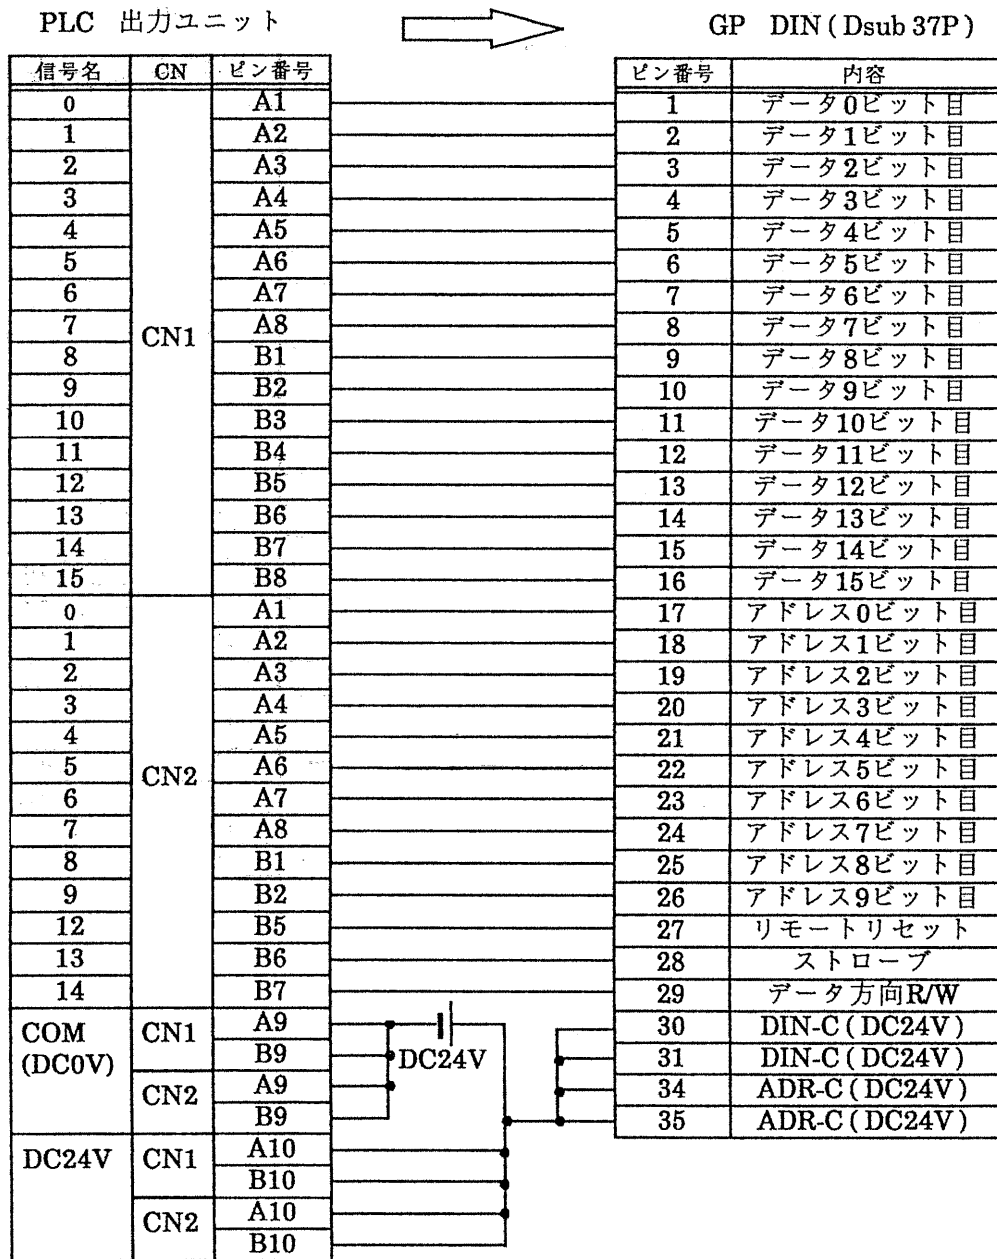 PLC 出力ユニット GP DIN ( Dsub 37P )
信号名 CN ピン番号 ピン番号 内容
0 A1 1 データ0ビット目
1 A2 2 データ1ビット目
2 A3 3 データ2ビット目
3 A4 4 データ3ビット目
4 A5 5 データ4ビット目
5 A6 6 データ5ビット目
6 A7 7 データ6ビット目
7 CN1 A8 8 データ7ビット目
8 B1 9 データ8ビット目
9 B2 10 データ9ビット目
10 B3 11 データ10ビット目
11 B4 12 データ11ビット目
12 B5 13 データ12ビット目
13 B6 14 データ13ビット目
14 B7 15 データ14ビット目
15 B8 16 データ15ビット目
0 A1 17 アドレス0ビット目
1 A2 18 アドレス1ビット目
2 A3 19 アドレス2ビット目
3 A4 20 アドレス3ビット目
4 A5 21 アドレス4ビット目
5 CN2 A6 22 アドレス5ビット目
6 A7 23 アドレス6ビット目
7 A8 24 アドレス7ビット目
8 B1 25 アドレス8ビット目
9 B2 26 アドレス9ビット目
12 B5 27 リモートリセット
13 B6 28 ストローブ
14 B7 29 データ方向R/W
COM CN1 A9 30 DIN-C ( DC24V )
(DC0V) B9 DC24V 31 DIN-C ( DC24V )
CN2 A9 34 ADR-C ( DC24V )
B9 35 ADR-C ( DC24V )
DC24V CN1 A10
B10
CN2 A10
B10